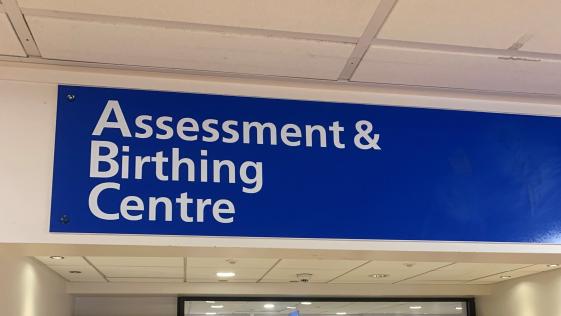 Assessment &
Birthing
Centre